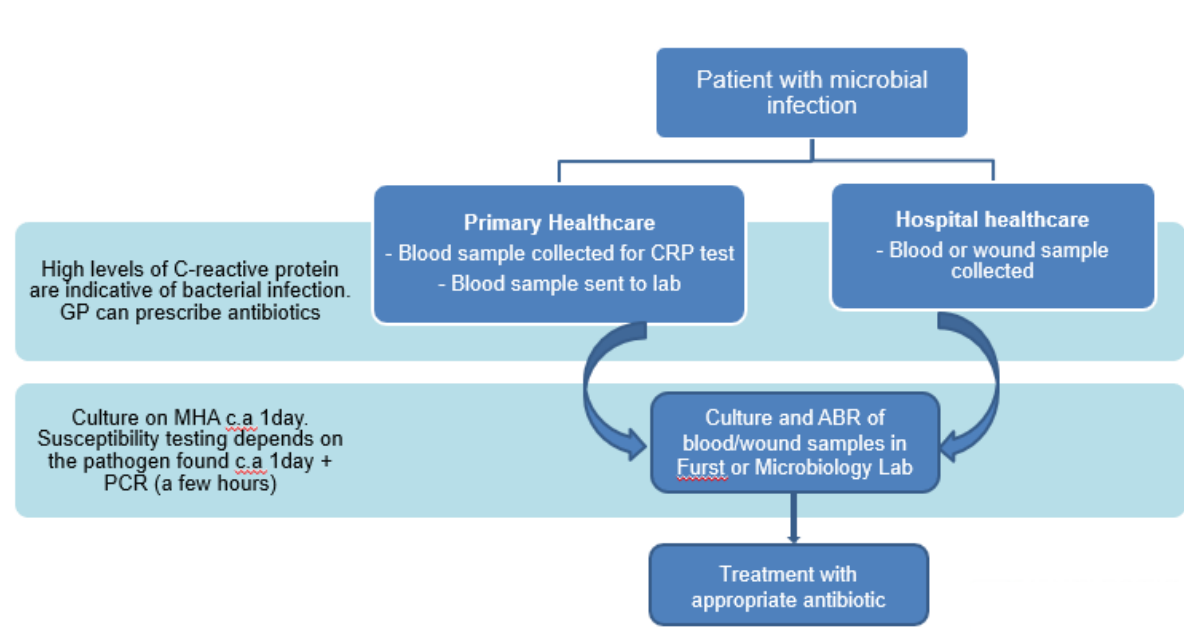 Patient with microbial
infection
Primary Healthcare
- Blood sample collected for CRP test
- Blood sample sent to lab
Hospital healthcare
- Blood or wound sample
collected
High levels of C-reactive protein
are indicative of bacterial infection.
GP can prescribe antibiotics
Culture on MHA c.a 1day.
Susceptibility testing depends on
the pathogen found c.a 1day +
PCR (a few hours)
Culture and ABR of
blood/wound samples in
Furst or Microbiology Lab
Treatment with
appropriate antibiotic